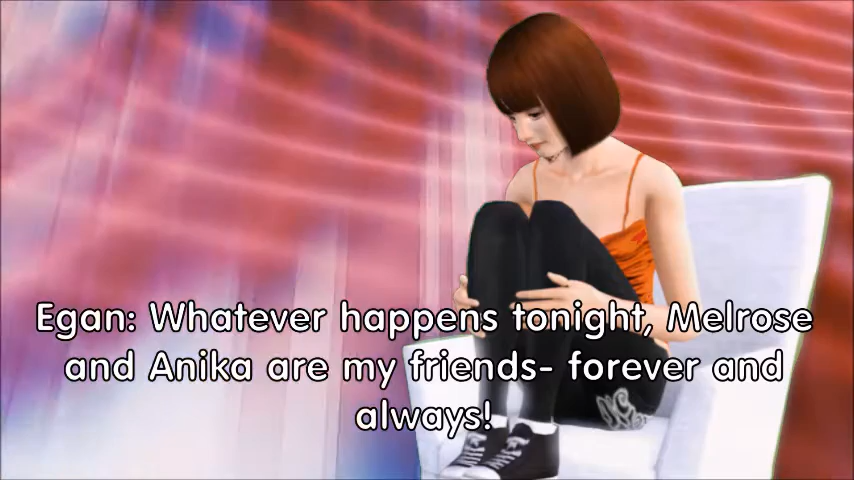 Egan: Whatever happens tonight, Melrose
and Anika are my friends- forever and
always!